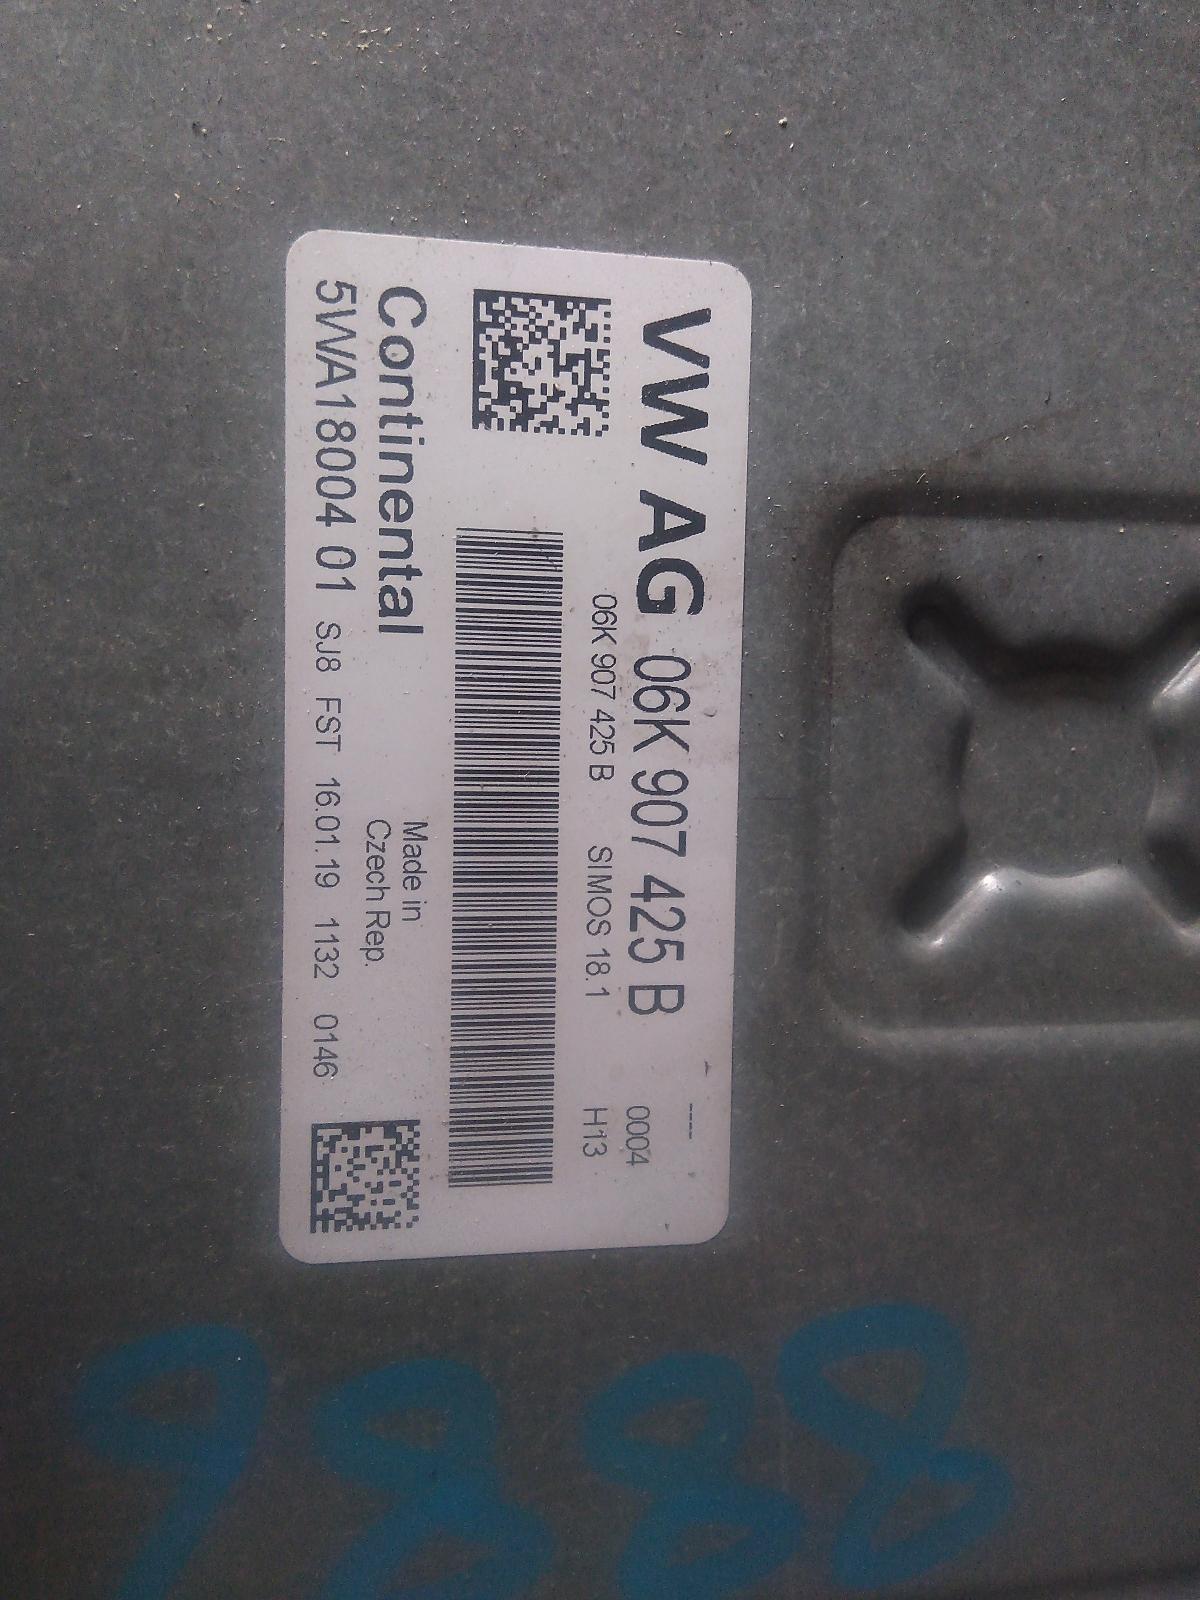 ----
VW AG 06K 907 425 B 0004
06K 907 425 B SIMOS 18.1 H13
Continental Made in
Czech Rep.
5WA18004 01 SJ8 FST 16.01.19 1132 0146
9888